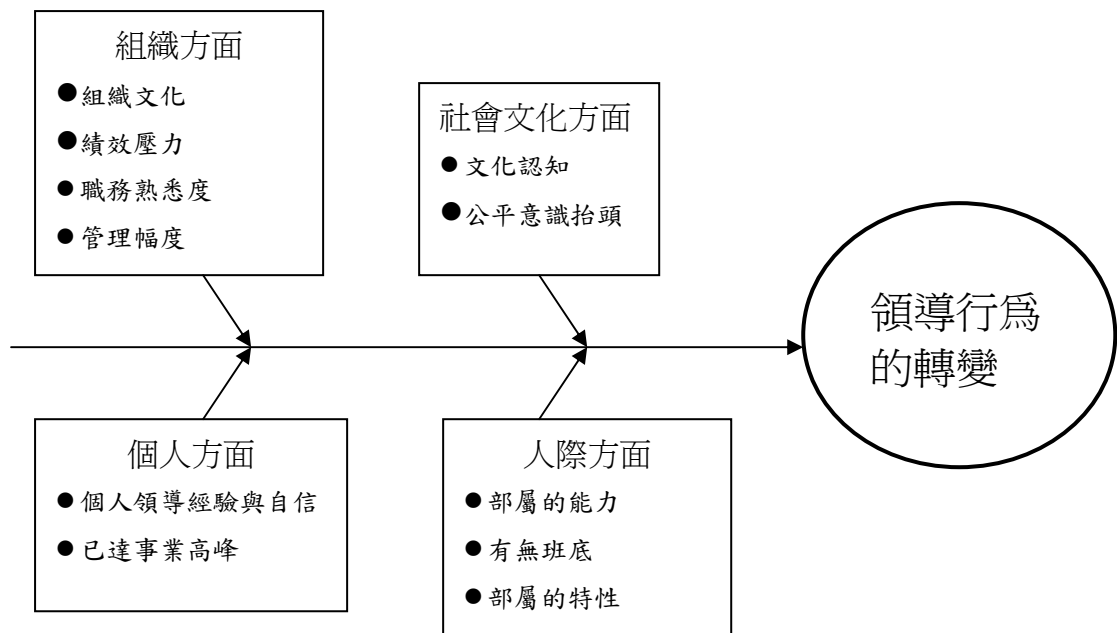 組織方面
●組織文化
●績效壓力
●職務熟悉度
●管理幅度
社會文化方面
●文化認知
●公平意識抬頭
領導行為
的轉變
個人方面
●個人領導經驗與自信
●已達事業高峰
人際方面
●部屬的能力
●有無班底
●部屬的特性